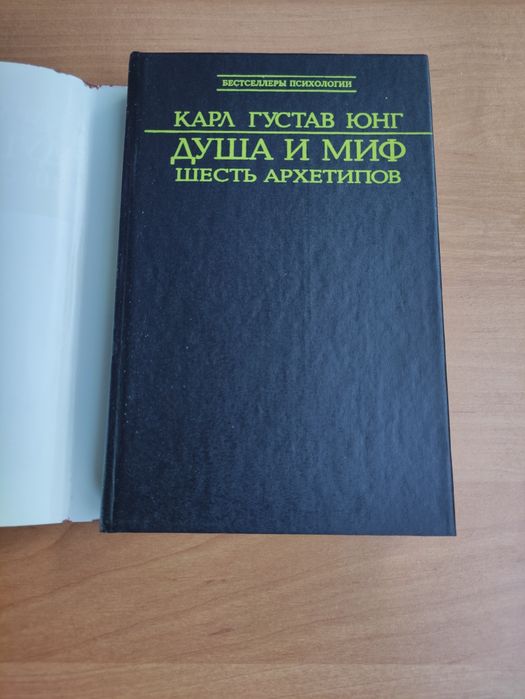 БЕСТСЕЛЛЕРЫ ПСИХОЛОГИИ
КАРЛ ГУСТАВ ЮНГ
ДУША И МИФ
ШЕСТЬ АРХЕТИПОВ